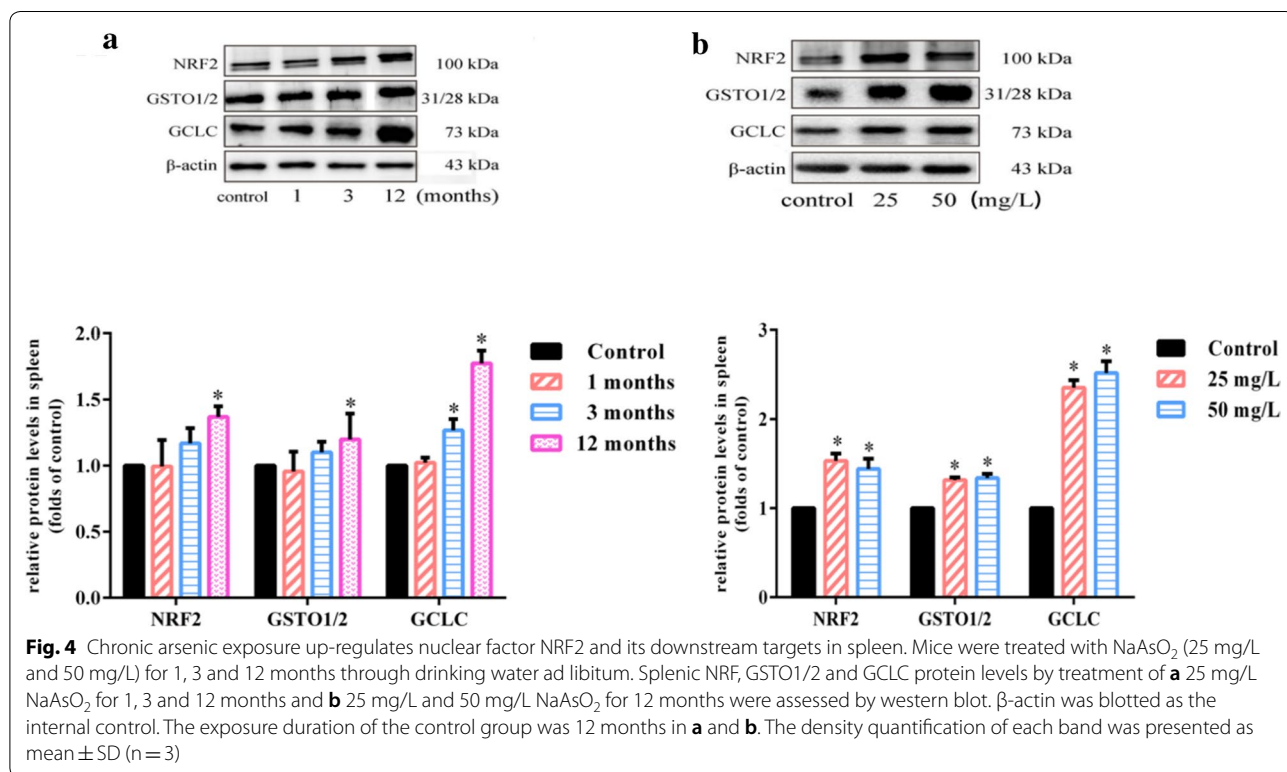 a
NRF2 100 kDa
GSTO1/2 31/28 kDa
GCLC 73 kDa
β-actin 43 kDa
control 1 3 12 (months)
b
NRF2 100 kDa
GSTO1/2 31/28 kDa
GCLC 73 kDa
β-actin 43 kDa
control 25 50 (mg/L)
relative protein levels in spleen
(folds of control)
2.0
1.5
1.0
0.5
0.0
* * * *
NRF2 GSTO1/2 GCLC
Control
1 months
3 months
12 months
relative protein levels in spleen
(folds of control)
3
2
1
0
* * * * * *
NRF2 GSTO1/2 GCLC
Control
25 mg/L
50 mg/L
Fig. 4 Chronic arsenic exposure up-regulates nuclear factor NRF2 and its downstream targets in spleen. Mice were treated with NaAsO₂ (25 mg/L
and 50 mg/L) for 1, 3 and 12 months through drinking water ad libitum. Splenic NRF, GSTO1/2 and GCLC protein levels by treatment of a 25 mg/L
NaAsO₂ for 1, 3 and 12 months and b 25 mg/L and 50 mg/L NaAsO₂ for 12 months were assessed by western blot. β-actin was blotted as the
internal control. The exposure duration of the control group was 12 months in a and b. The density quantification of each band was presented as
mean ± SD (n = 3)